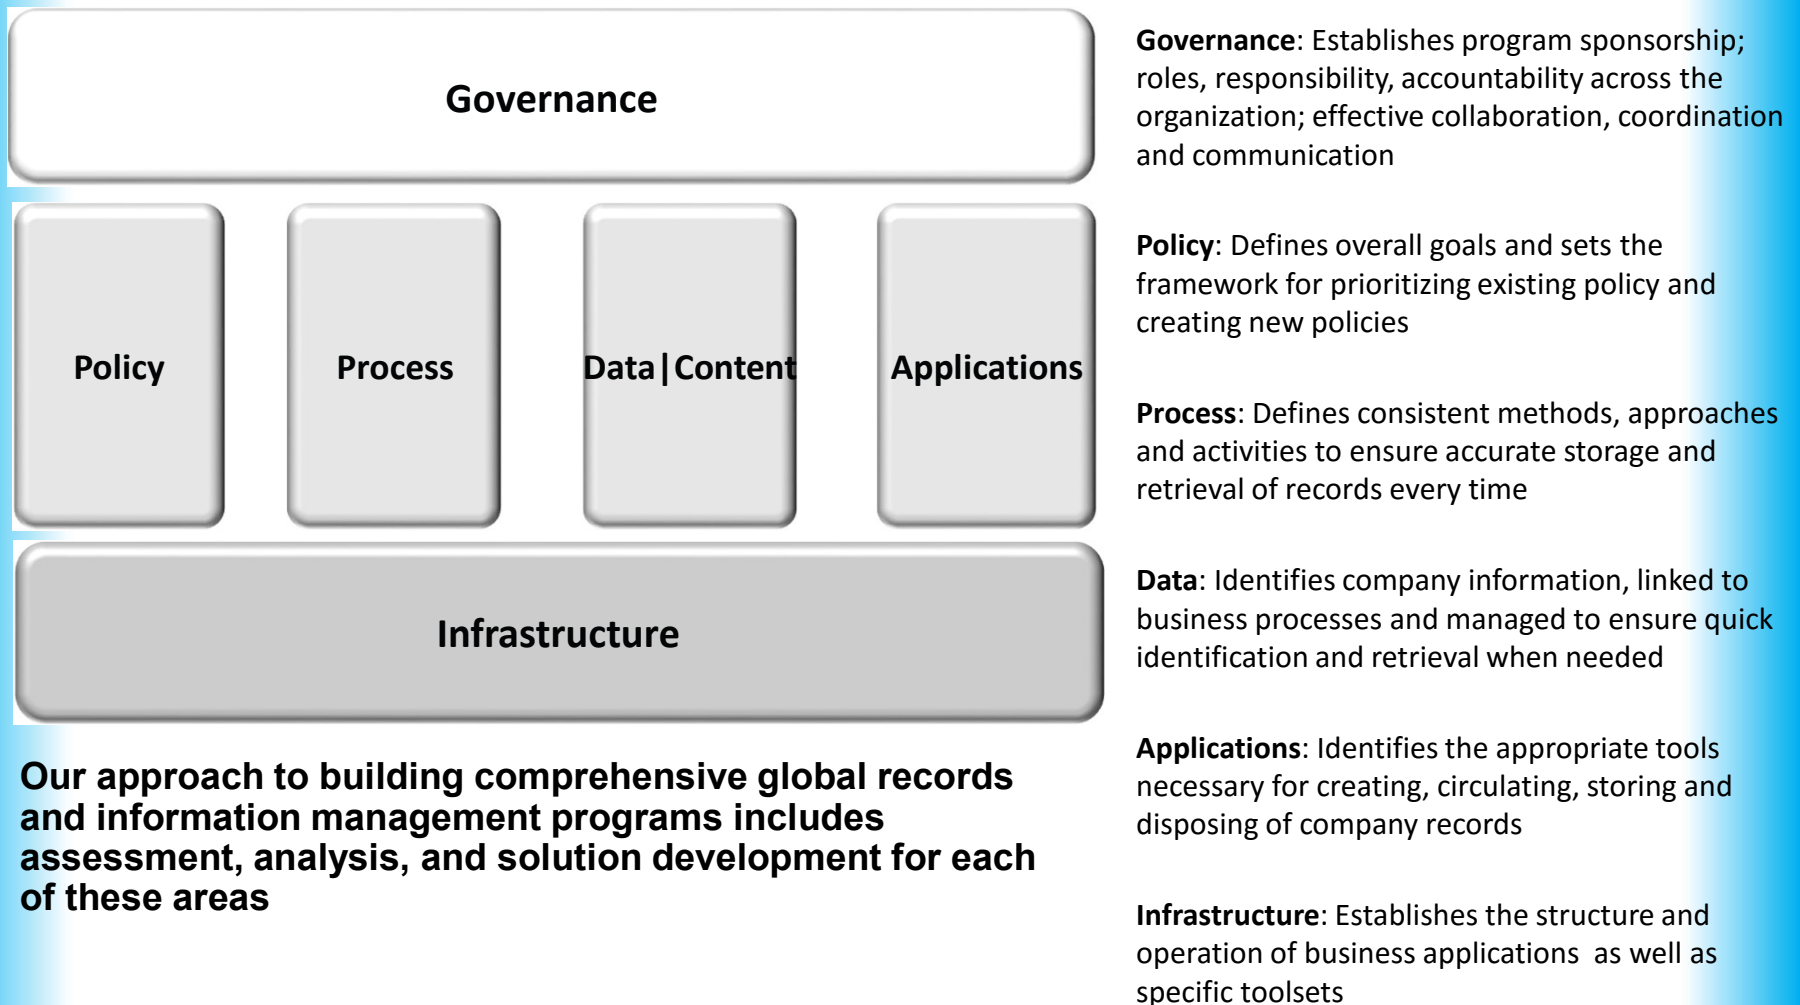 Governance
Policy
Process
Data|Content
Applications
Infrastructure
Our approach to building comprehensive global records
and information management programs includes
assessment, analysis, and solution development for each
of these areas
Governance: Establishes program sponsorship;
roles, responsibility, accountability across the
organization; effective collaboration, coordination
and communication
Policy: Defines overall goals and sets the
framework for prioritizing existing policy and
creating new policies
Process: Defines consistent methods, approaches
and activities to ensure accurate storage and
retrieval of records every time
Data: Identifies company information, linked to
business processes and managed to ensure quick
identification and retrieval when needed
Applications: Identifies the appropriate tools
necessary for creating, circulating, storing and
disposing of company records
Infrastructure: Establishes the structure and
operation of business applications  as well as
specific toolsets